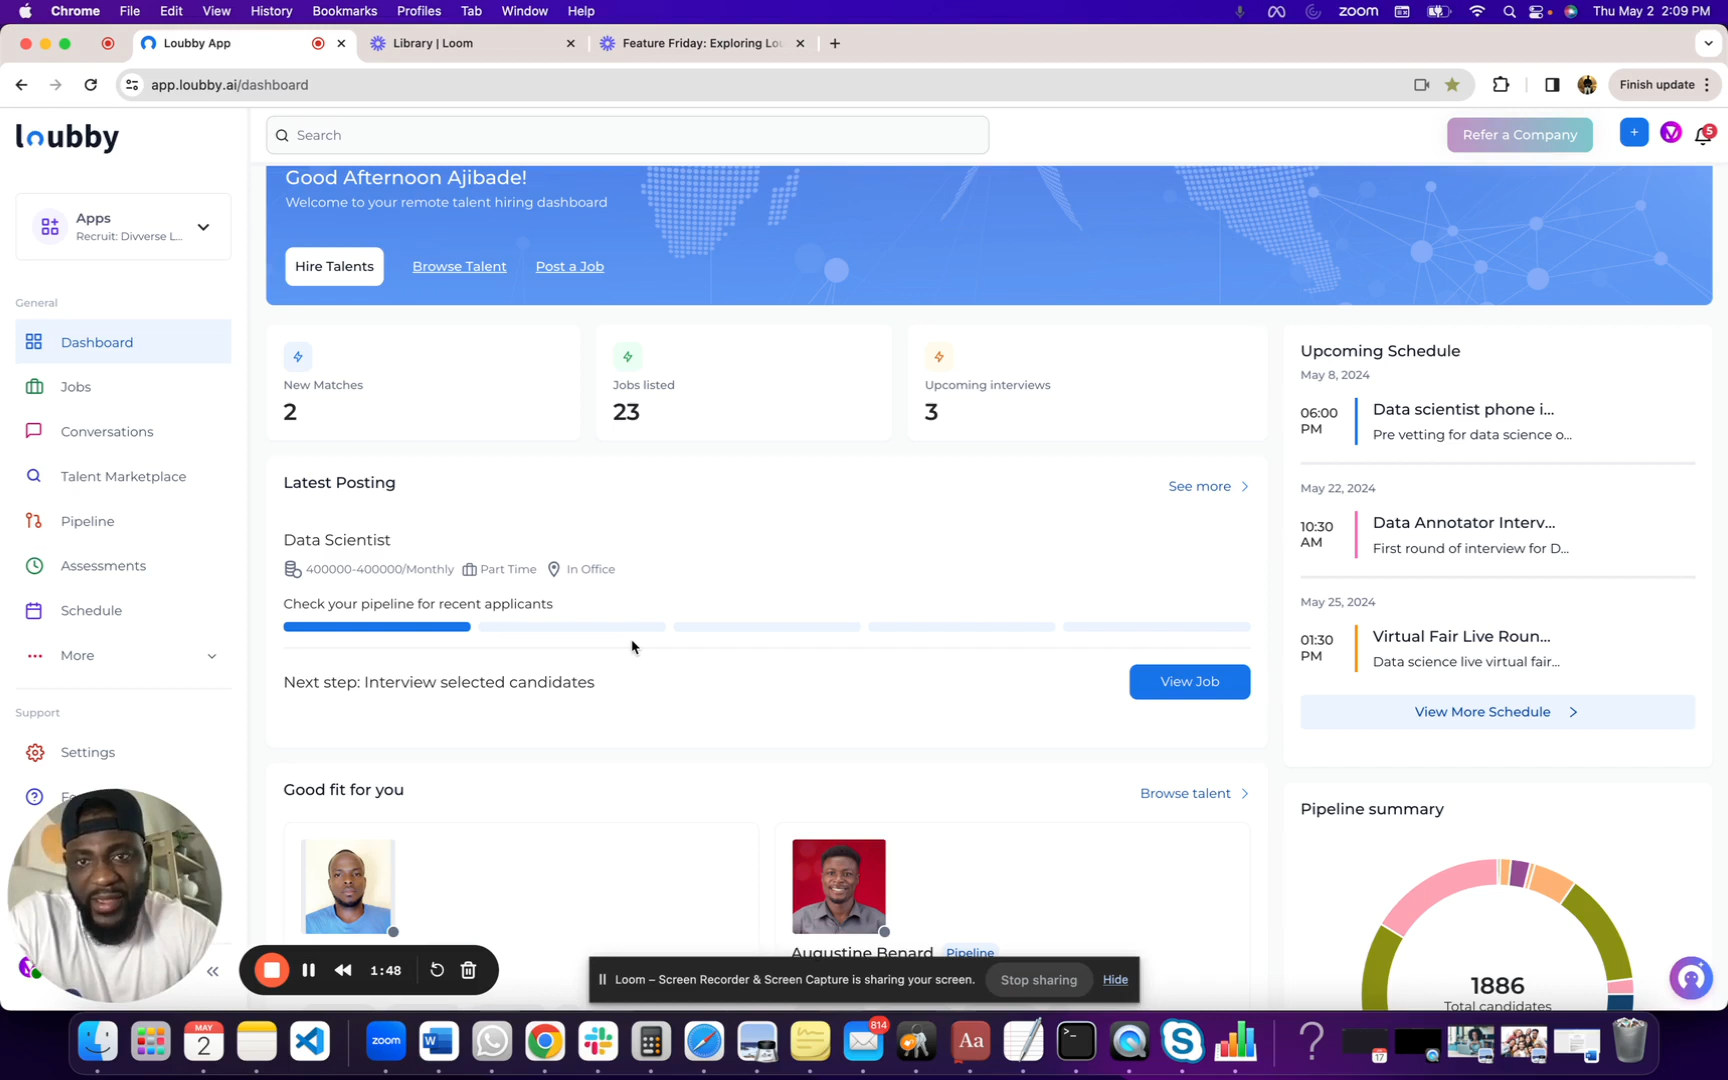 Chrome File Edit View History Bookmarks Profiles Tab Window Help zoom Thu May 2 2:09 PM
Loubby App Library | Loom Feature Friday: Exploring Lou
app.loubby.ai/dashboard Finish update
loubby
Search
Refer a Company
5
Good Afternoon Ajibade!
Welcome to your remote talent hiring dashboard
Hire Talents Browse Talent Post a Job
Apps
Recruit: Divverse L...
General
Dashboard
Jobs
Conversations
Talent Marketplace
Pipeline
Assessments
Schedule
More
Support
Settings
New Matches
2
Jobs listed
23
Upcoming interviews
3
Latest Posting
See more
Data Scientist
400000-400000/Monthly Part Time In Office
Check your pipeline for recent applicants
Next step: Interview selected candidates
View Job
Good fit for you
Browse talent
Augustine Benard Pipeline
Upcoming Schedule
May 8, 2024
06:00 PM
Data scientist phone i...
Pre vetting for data science o...
May 22, 2024
10:30 AM
Data Annotator Interv...
First round of interview for D...
May 25, 2024
01:30 PM
Virtual Fair Live Roun...
Data science live virtual fair...
View More Schedule
Pipeline summary
1886
Total candidates
1:48
Loom – Screen Recorder & Screen Capture is sharing your screen. Stop sharing Hide
MAY
2
zoom
814
Aa
17